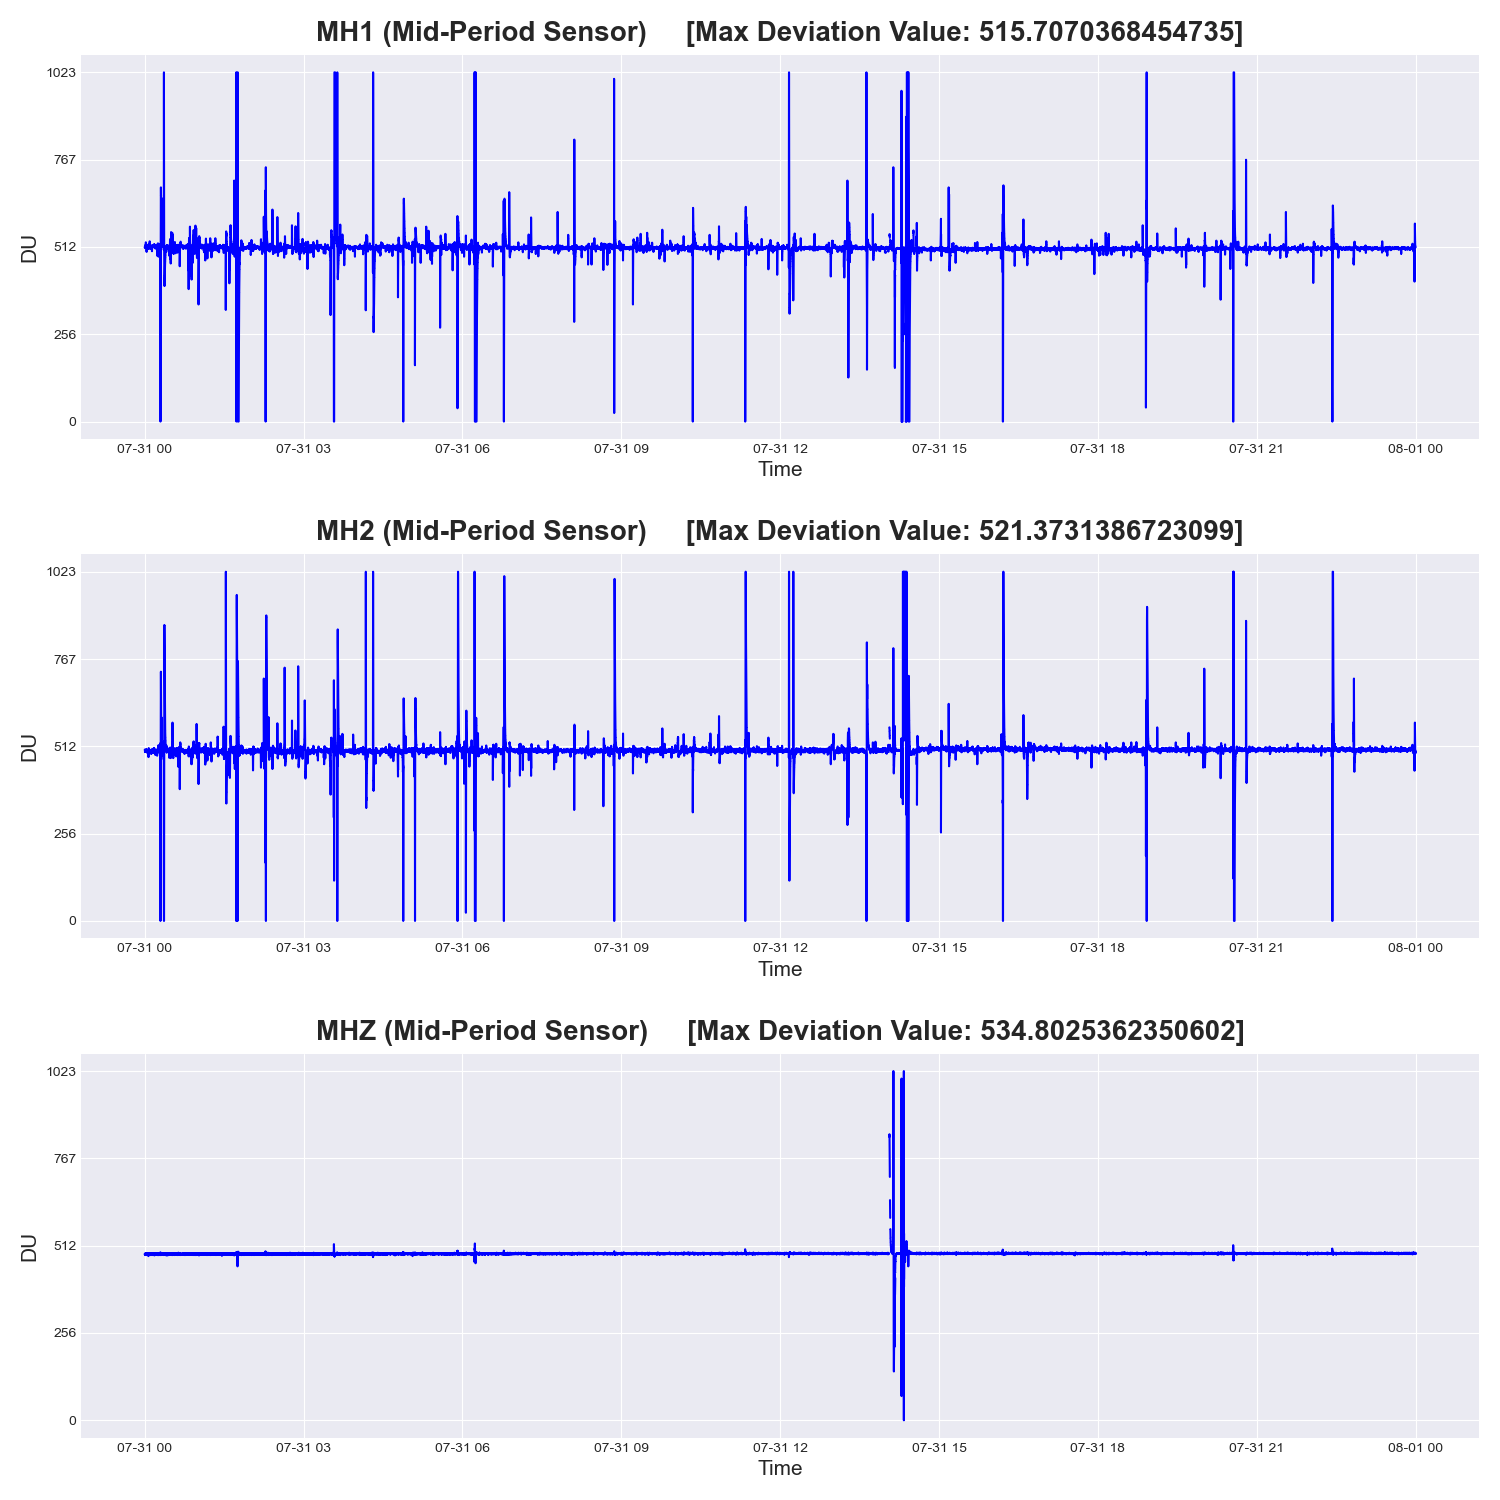 MH1 (Mid-Period Sensor) [Max Deviation Value: 515.7070368454735]
1023
767
512
256
0
DU
07-31 00 07-31 03 07-31 06 07-31 09 07-31 12 07-31 15 07-31 18 07-31 21 08-01 00
Time
MH2 (Mid-Period Sensor) [Max Deviation Value: 521.3731386723099]
1023
767
512
256
0
DU
07-31 00 07-31 03 07-31 06 07-31 09 07-31 12 07-31 15 07-31 18 07-31 21 08-01 00
Time
MHZ (Mid-Period Sensor) [Max Deviation Value: 534.8025362350602]
1023
767
512
256
0
DU
07-31 00 07-31 03 07-31 06 07-31 09 07-31 12 07-31 15 07-31 18 07-31 21 08-01 00
Time